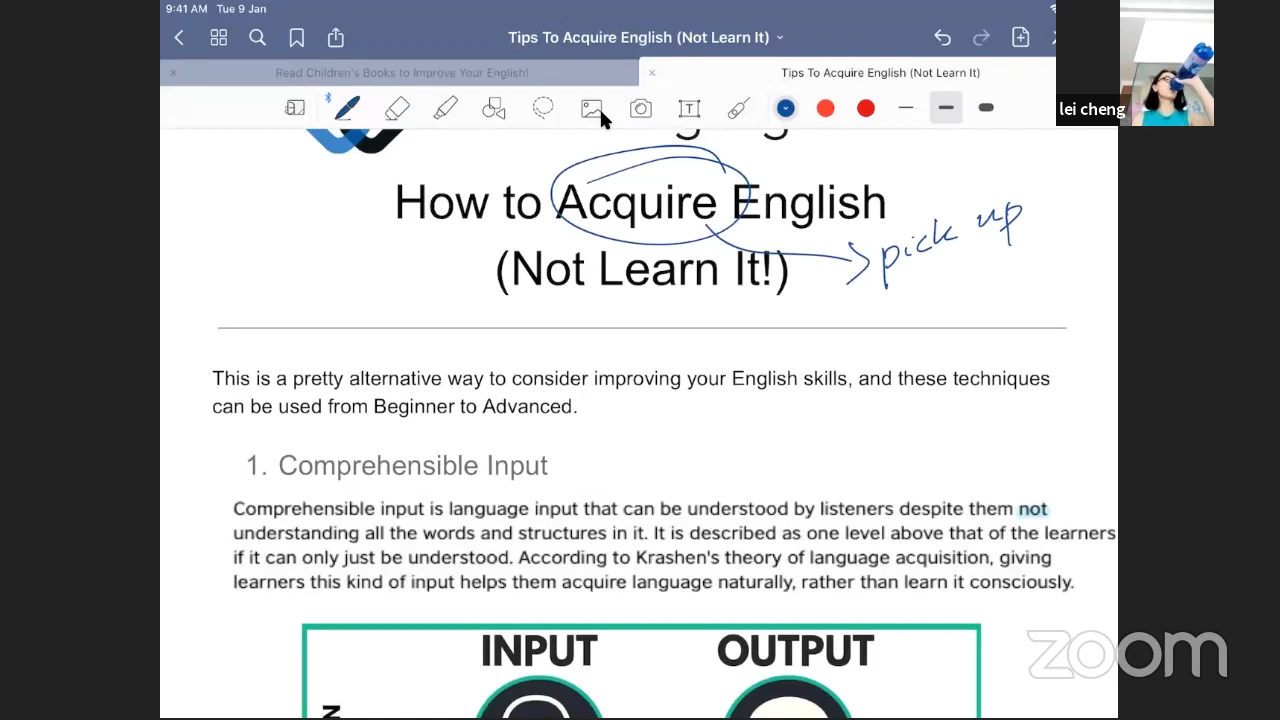 9:41 AM Tue 9 Jan
Tips To Acquire English (Not Learn It)
Read Children's Books to Improve Your English!
Tips To Acquire English (Not Learn It)
lei cheng
How to Acquire English
(Not Learn It!)
pick up
This is a pretty alternative way to consider improving your English skills, and these techniques
can be used from Beginner to Advanced.
1. Comprehensible Input
Comprehensible input is language input that can be understood by listeners despite them not
understanding all the words and structures in it. It is described as one level above that of the learners
if it can only just be understood. According to Krashen's theory of language acquisition, giving
learners this kind of input helps them acquire language naturally, rather than learn it consciously.
INPUT OUTPUT
zoom